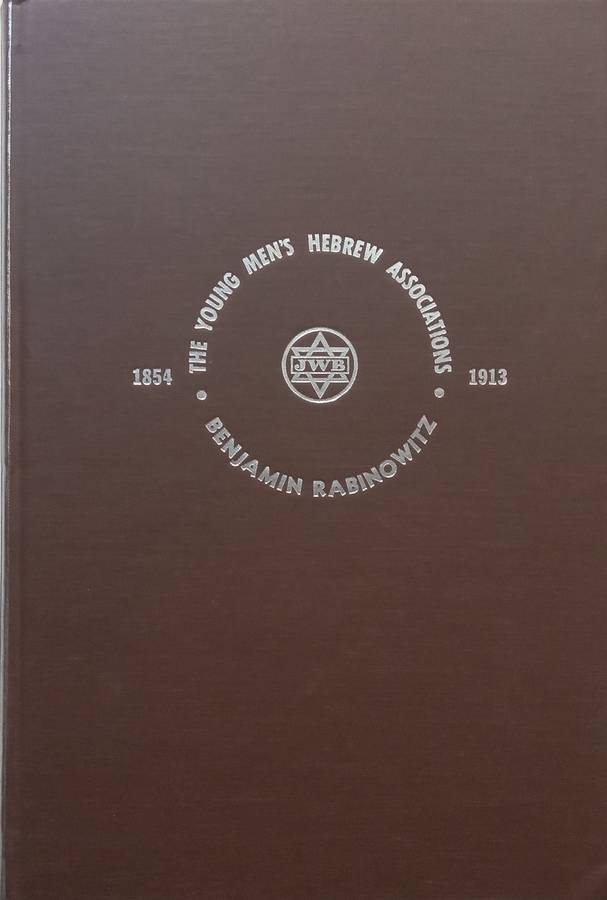 THE YOUNG MEN'S HEBREW ASSOCIATIONS
1854
JWB
1913
BENJAMIN RABINOWITZ